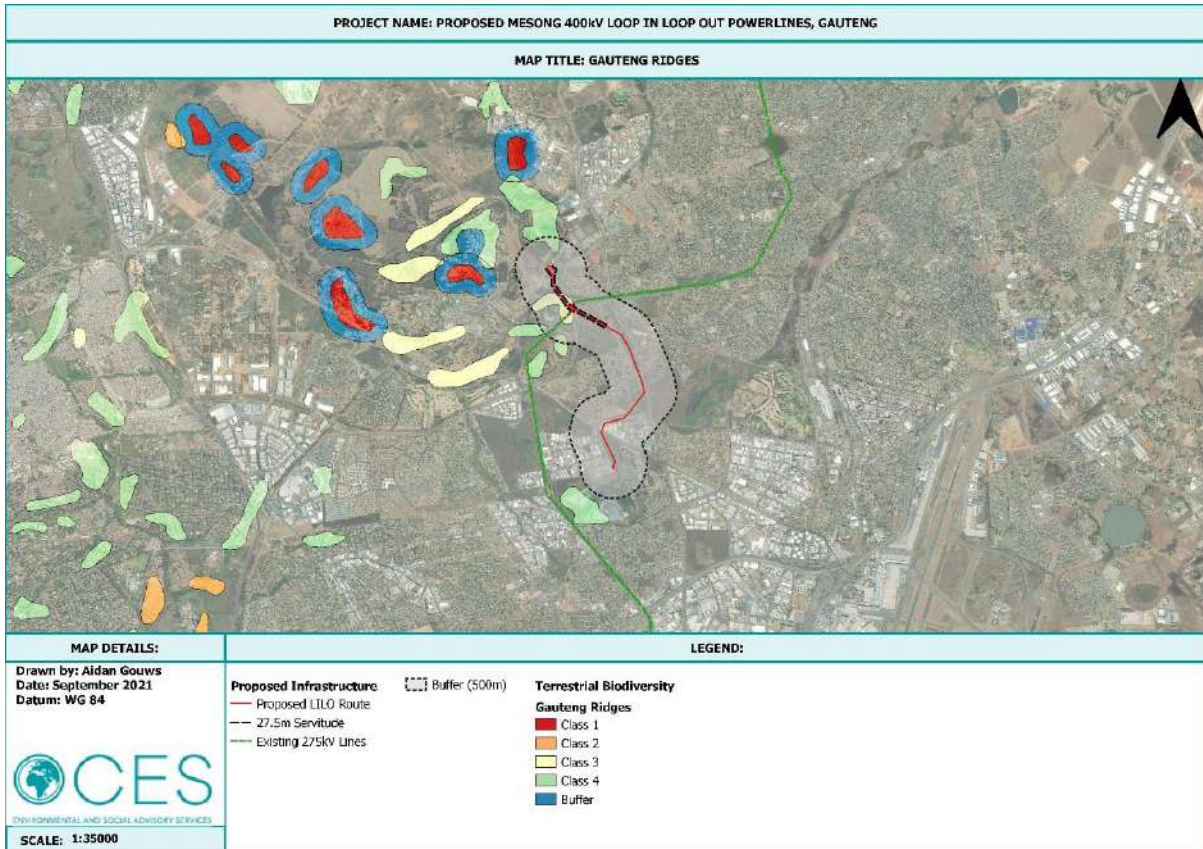 PROJECT NAME: PROPOSED MESONG 400kV LOOP IN LOOP OUT POWERLINES, GAUTENG
MAP TITLE: GAUTENG RIDGES
MAP DETAILS:
Drawn by: Aidan Gouws
Date: September 2021
Datum: WG 84
CES
ENVIRONMENTAL AND SOCIAL ADVISORY SERVICES
SCALE: 1:35000
LEGEND:
Proposed Infrastructure
Proposed LILO Route
27.5m Servitude
Existing 275kV Lines
Buffer (500m)
Terrestrial Biodiversity
Gauteng Ridges
Class 1
Class 2
Class 3
Class 4
Buffer